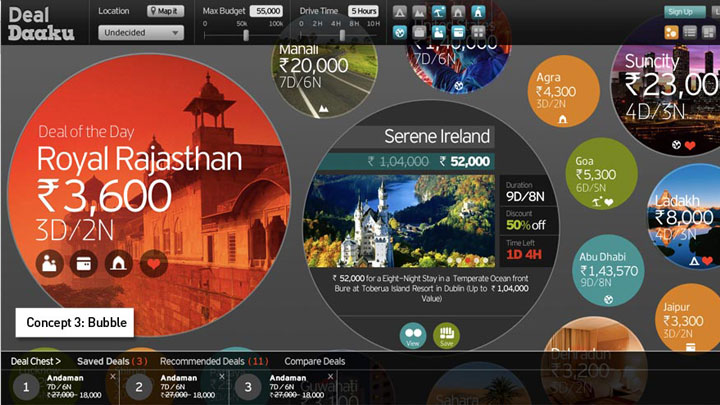 Deal
Daaku
Location
Map it
Undecided
Max Budget
55,000
0
50k
100k
Drive Time
5 Hours
0
2H
4H
8H
10H
Sign Up
Manali
₹20,000
7D/6N
United States
₹1,40,000
7D/6N
Agra
₹4,300
3D/2N
Suncity
₹23,00
4D/3N
Deal of the Day
Royal Rajasthan
₹3,600
3D/2N
Serene Ireland
₹ 1,04,000 ₹ 52,000
Duration
9D/8N
Discount
50% off
Time Left
1D 4H
₹ 52,000 for a Eight-Night Stay in a Temperate Ocean front
Bure at Toberua Island Resort in Dublin (Up to ₹ 1,04,000
Value)
View
Save
Goa
₹5,300
6D/5N
Ladakh
₹8,000
4D/3N
Abu Dhabi
₹1,43,570
9D/8N
Jaipur
₹3,300
3D/2N
Dehradun
₹3,200
3D/2N
Guwahati
Sahara
Concept 3: Bubble
Deal Chest >
Saved Deals ( 3 )
Recommended Deals ( 11 )
Compare Deals
1
Andaman
7D / 6N
₹27,000- 18,000
X
2
Andaman
7D / 6N
₹27,000- 18,000
X
3
Andaman
7D / 6N
₹27,000- 18,000
X